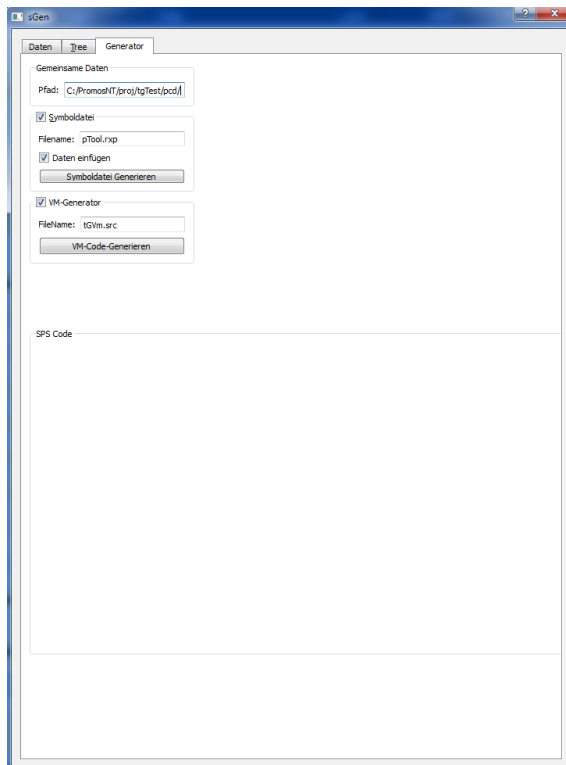 sGen
Daten Tree Generator
Gemeinsame Daten
Pfad: C:/PromosNT/proj/tgTest/pcd/
Symboldatei
Filename: pTool.rxp
Daten einfügen
Symboldatei Generieren
VM-Generator
FileName: tGVm.src
VM-Code-Generieren
SPS Code